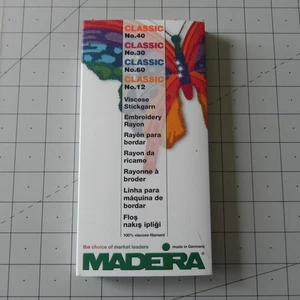 CLASSIC
No.40
CLASSIC
No.30
CLASSIC
No.60
CLASSIC
No.12
Viscose
Stickgarn
Embroidery
Rayon
Rayón para
bordar
Rayon da
ricamo
Rayonne à
broder
Linha para
máquina de
bordar
Floş
nakış ipliği
100% viscose filament
the choice of market leaders
made in Germany
MADEIRA